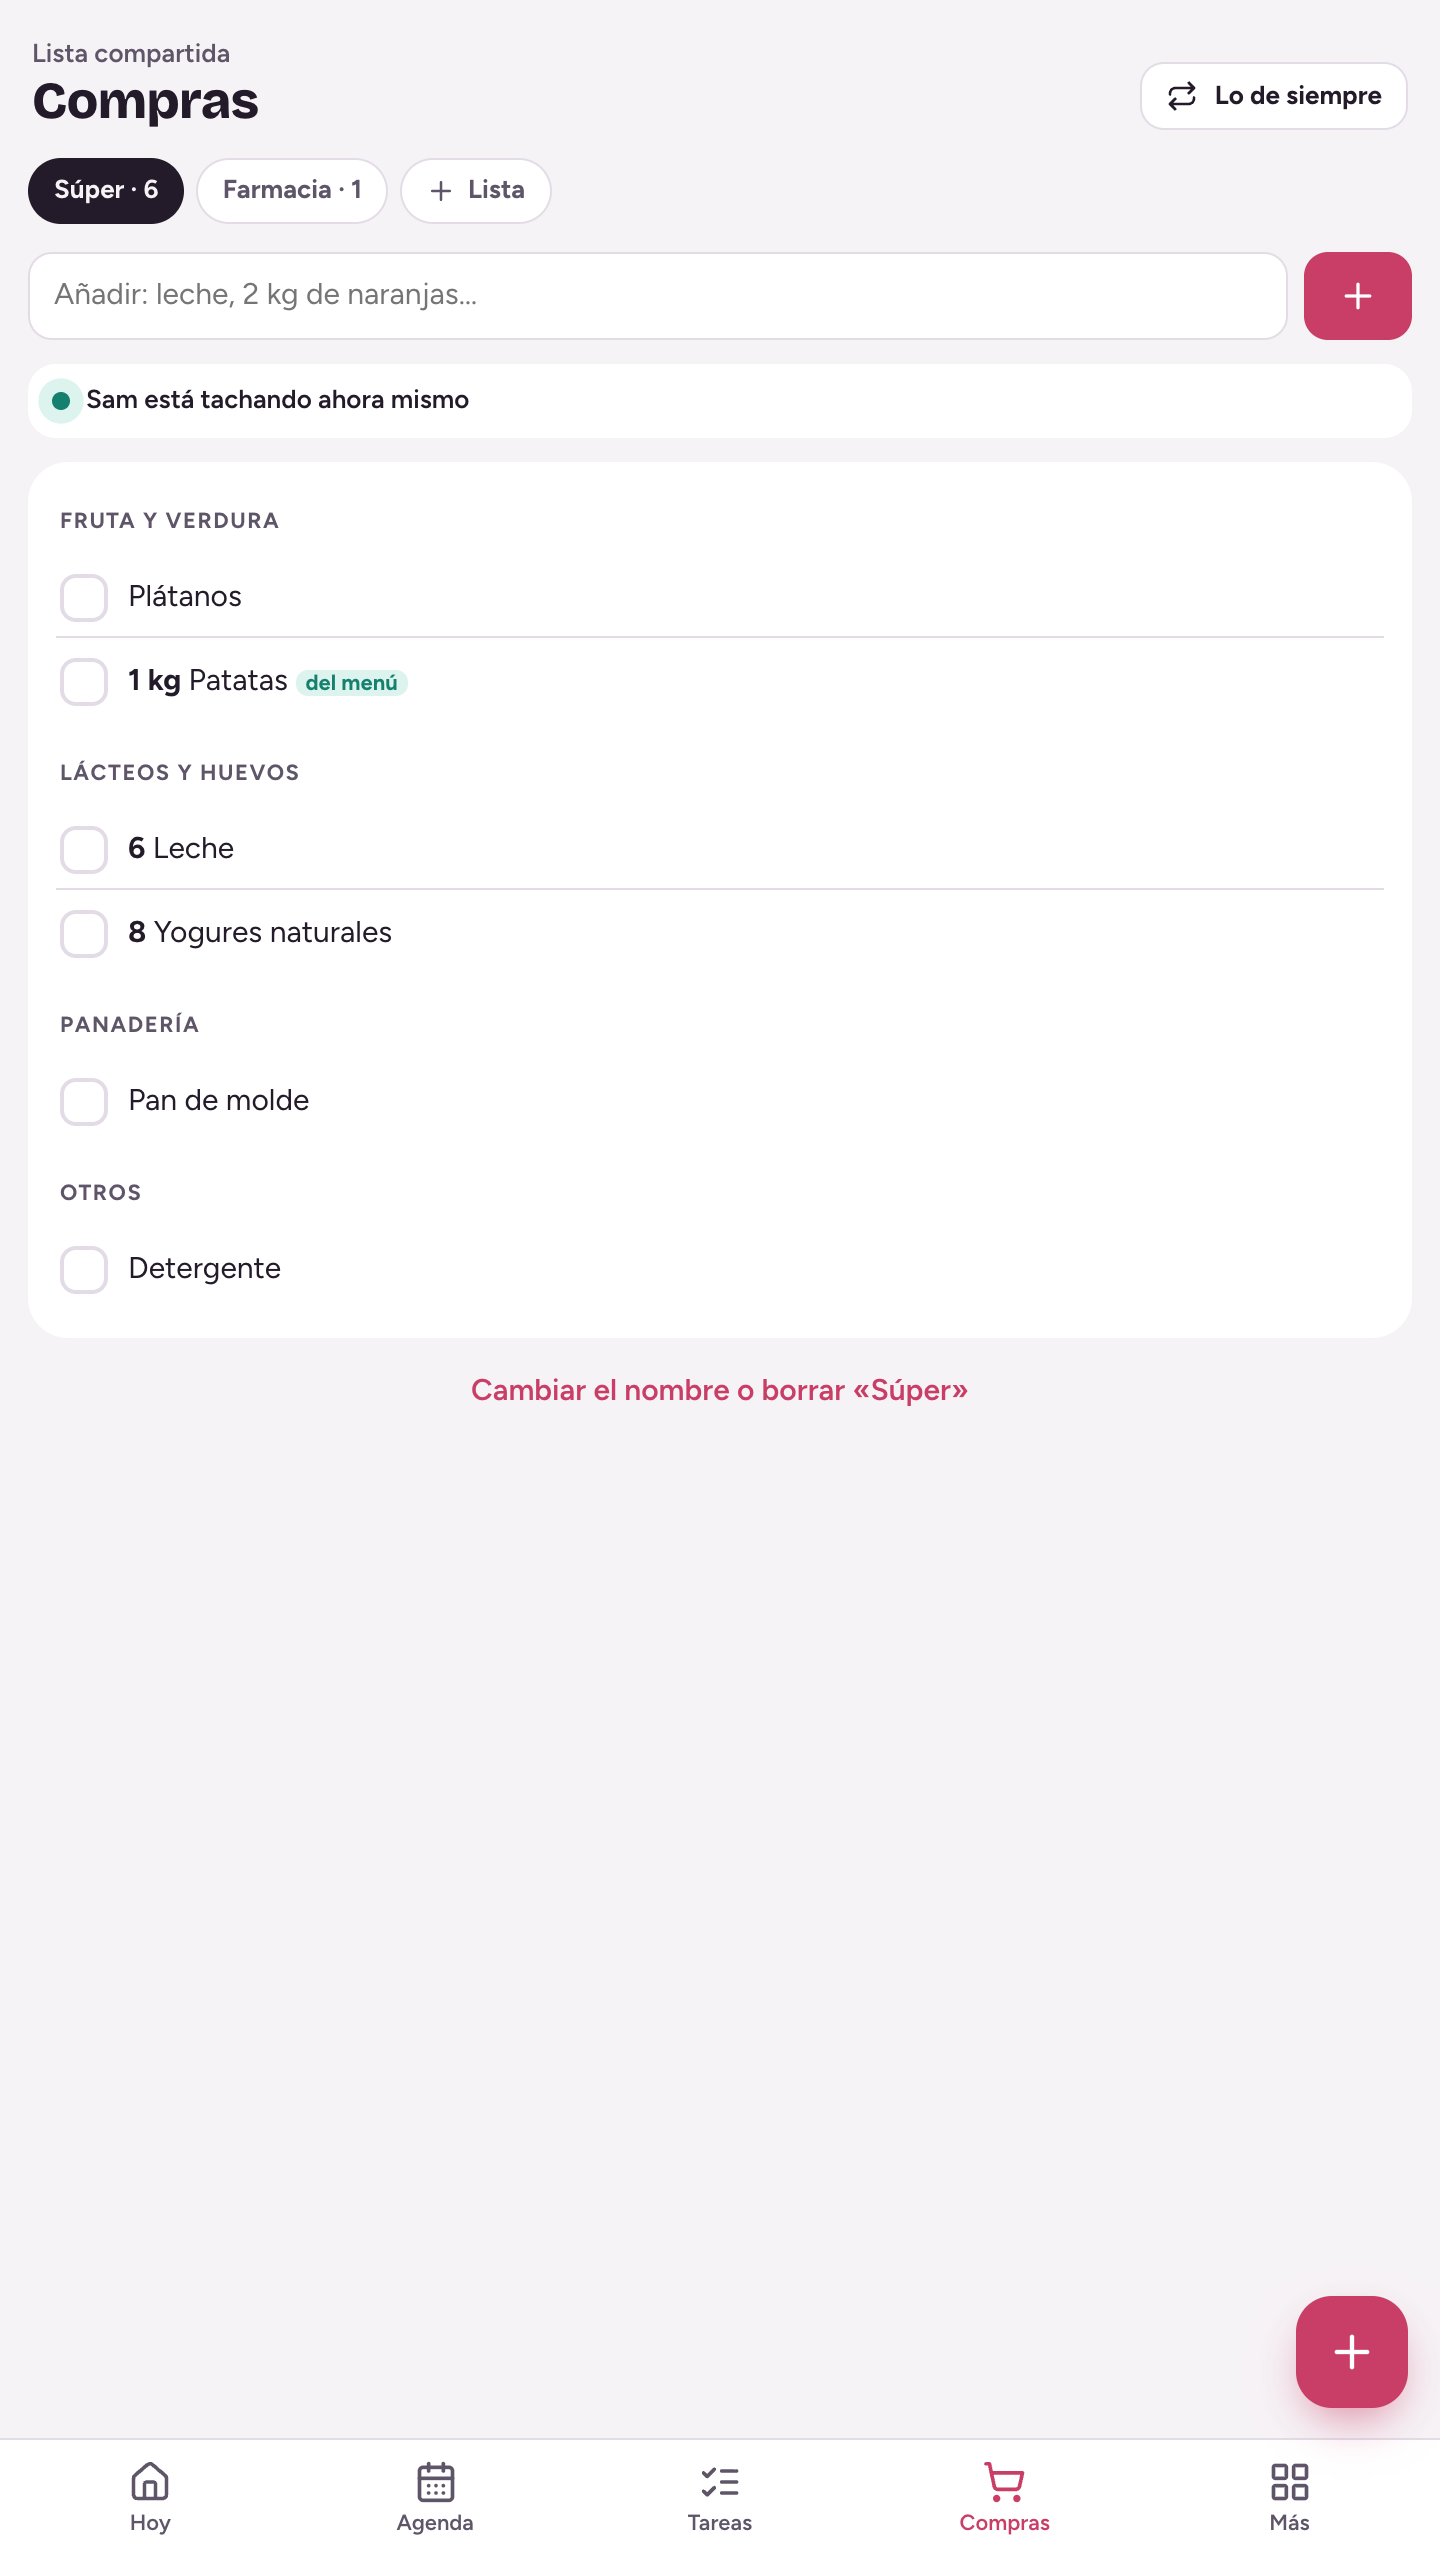 Lista compartida
Compras
Lo de siempre
Súper · 6
Farmacia · 1
Lista
Añadir: leche, 2 kg de naranjas...
Sam está tachando ahora mismo
FRUTA Y VERDURA
Plátanos
1 kg Patatas del menú
LÁCTEOS Y HUEVOS
6 Leche
8 Yogures naturales
PANADERÍA
Pan de molde
OTROS
Detergente
Cambiar el nombre o borrar «Súper»
Hoy
Agenda
Tareas
Compras
Más